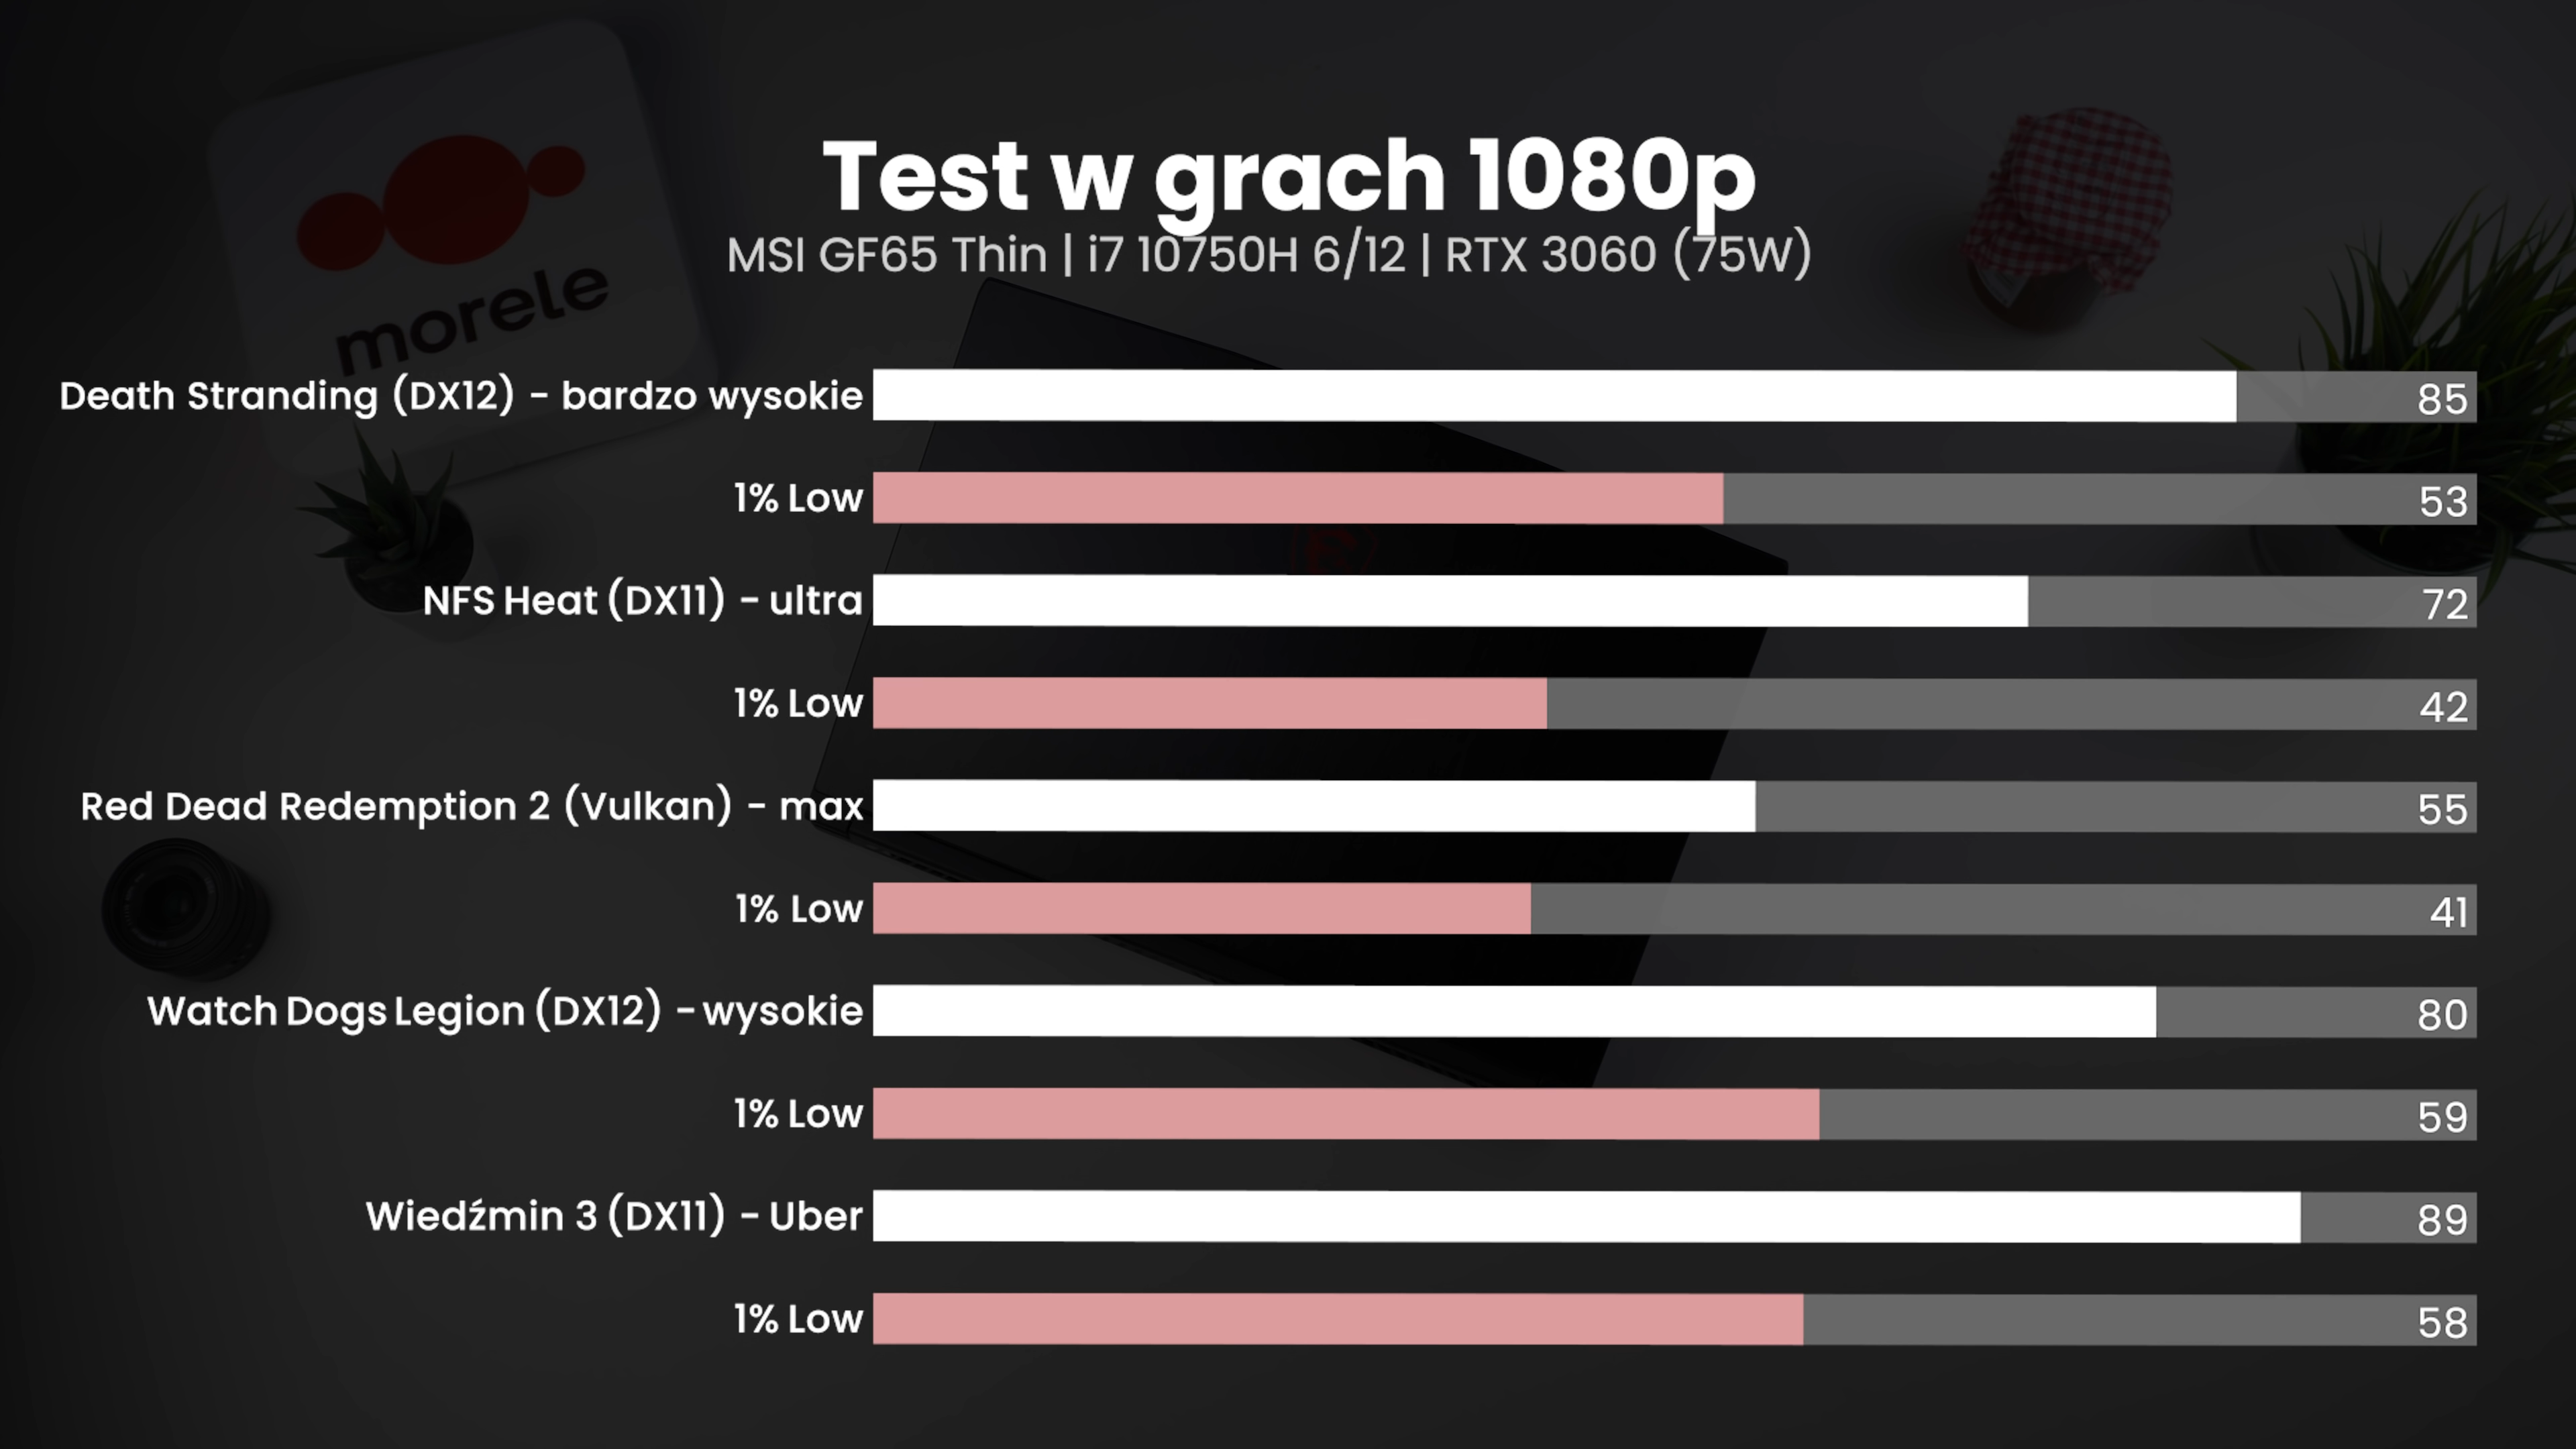 morele
Test w grach 1080p
MSI GF65 Thin | i7 10750H 6/12 | RTX 3060 (75W)
Death Stranding (DX12) - bardzo wysokie 85
1% Low 53
NFS Heat (DX11) - ultra 72
1% Low 42
Red Dead Redemption 2 (Vulkan) - max 55
1% Low 41
Watch Dogs Legion (DX12) - wysokie 80
1% Low 59
Wiedźmin 3 (DX11) - Uber 89
1% Low 58